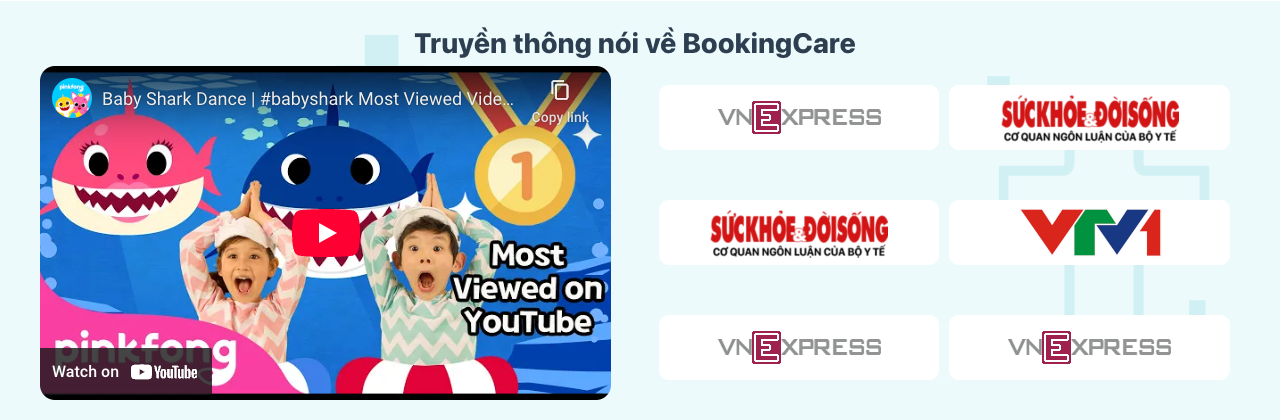 Truyền thông nói về BookingCare
pinkfong
Baby Shark Dance | #babyshark Most Viewed Vide...
Copy link
1
Most
Viewed on
YouTube
pinkfong
Watch on YouTube
VNEXPRESS
SỨCKHỎE&ĐỜISỐNG
CƠ QUAN NGÔN LUẬN CỦA BỘ Y TẾ
SỨCKHỎE&ĐỜISỐNG
CƠ QUAN NGÔN LUẬN CỦA BỘ Y TẾ
VTV1
VNEXPRESS
VNEXPRESS